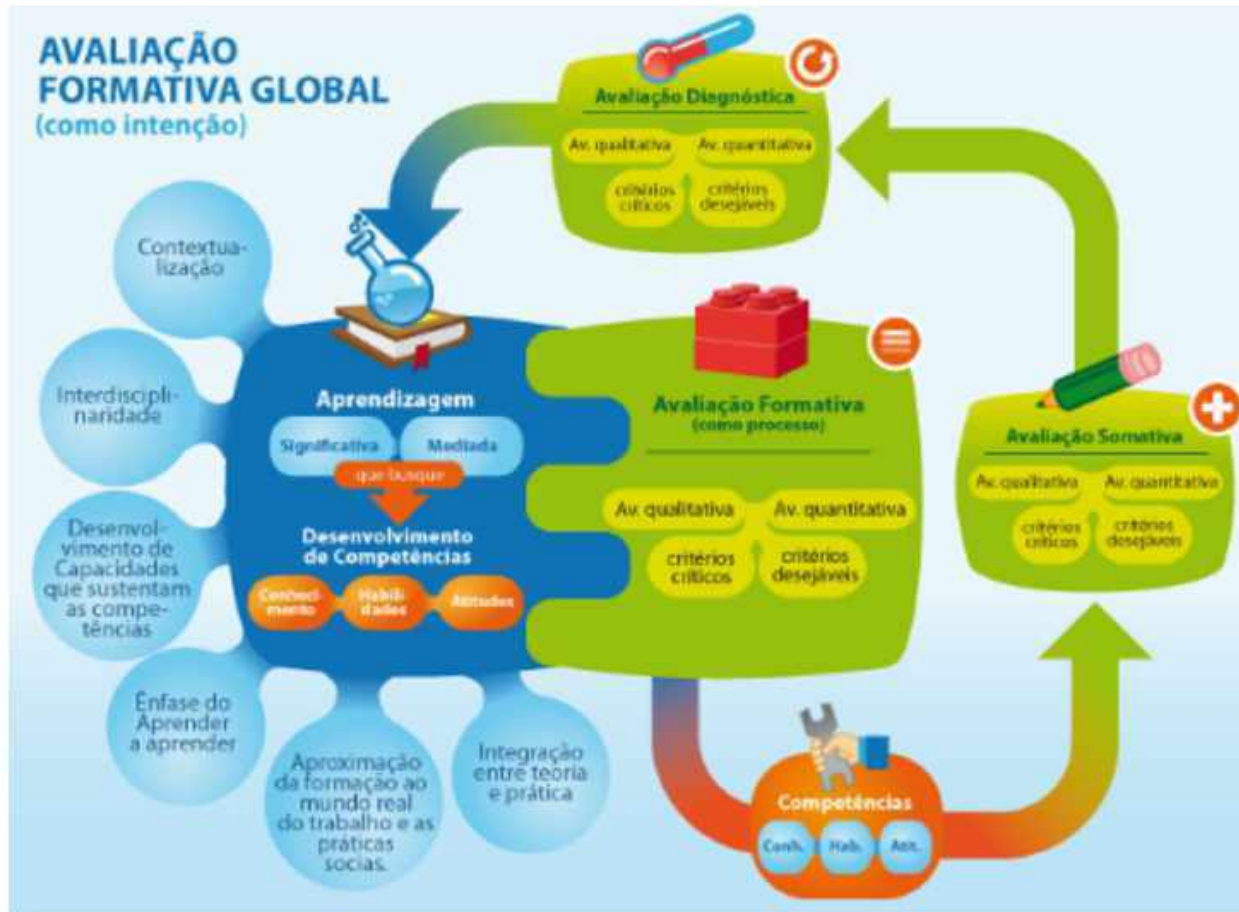 AVALIAÇÃO
FORMATIVA GLOBAL
(como intenção)
Avaliação Diagnóstica
Av. qualitativa
Av. quantitativa
critérios
críticos
critérios
desejáveis
Contextua-
lização
Interdiscipli-
naridade
Desenvol-
vimento de
Capacidades
que sustentam
as compe-
tências
Ênfase do
Aprender
a aprender
Aproximação
da formação ao
mundo real
do trabalho e as
práticas
socias.
Integração
entre teoria
e prática
Aprendizagem
Significativa
Mediada
que busque
Desenvolvimento
de Competências
Conheci-
mento
Habili-
dades
Atitudes
Avaliação Formativa
(como processo)
Av. qualitativa
Av. quantitativa
critérios
críticos
critérios
desejáveis
Avaliação Somativa
Av. qualitativa
Av. quantitativa
critérios
críticos
critérios
desejáveis
Competências
Conh.
Hab.
Atit.